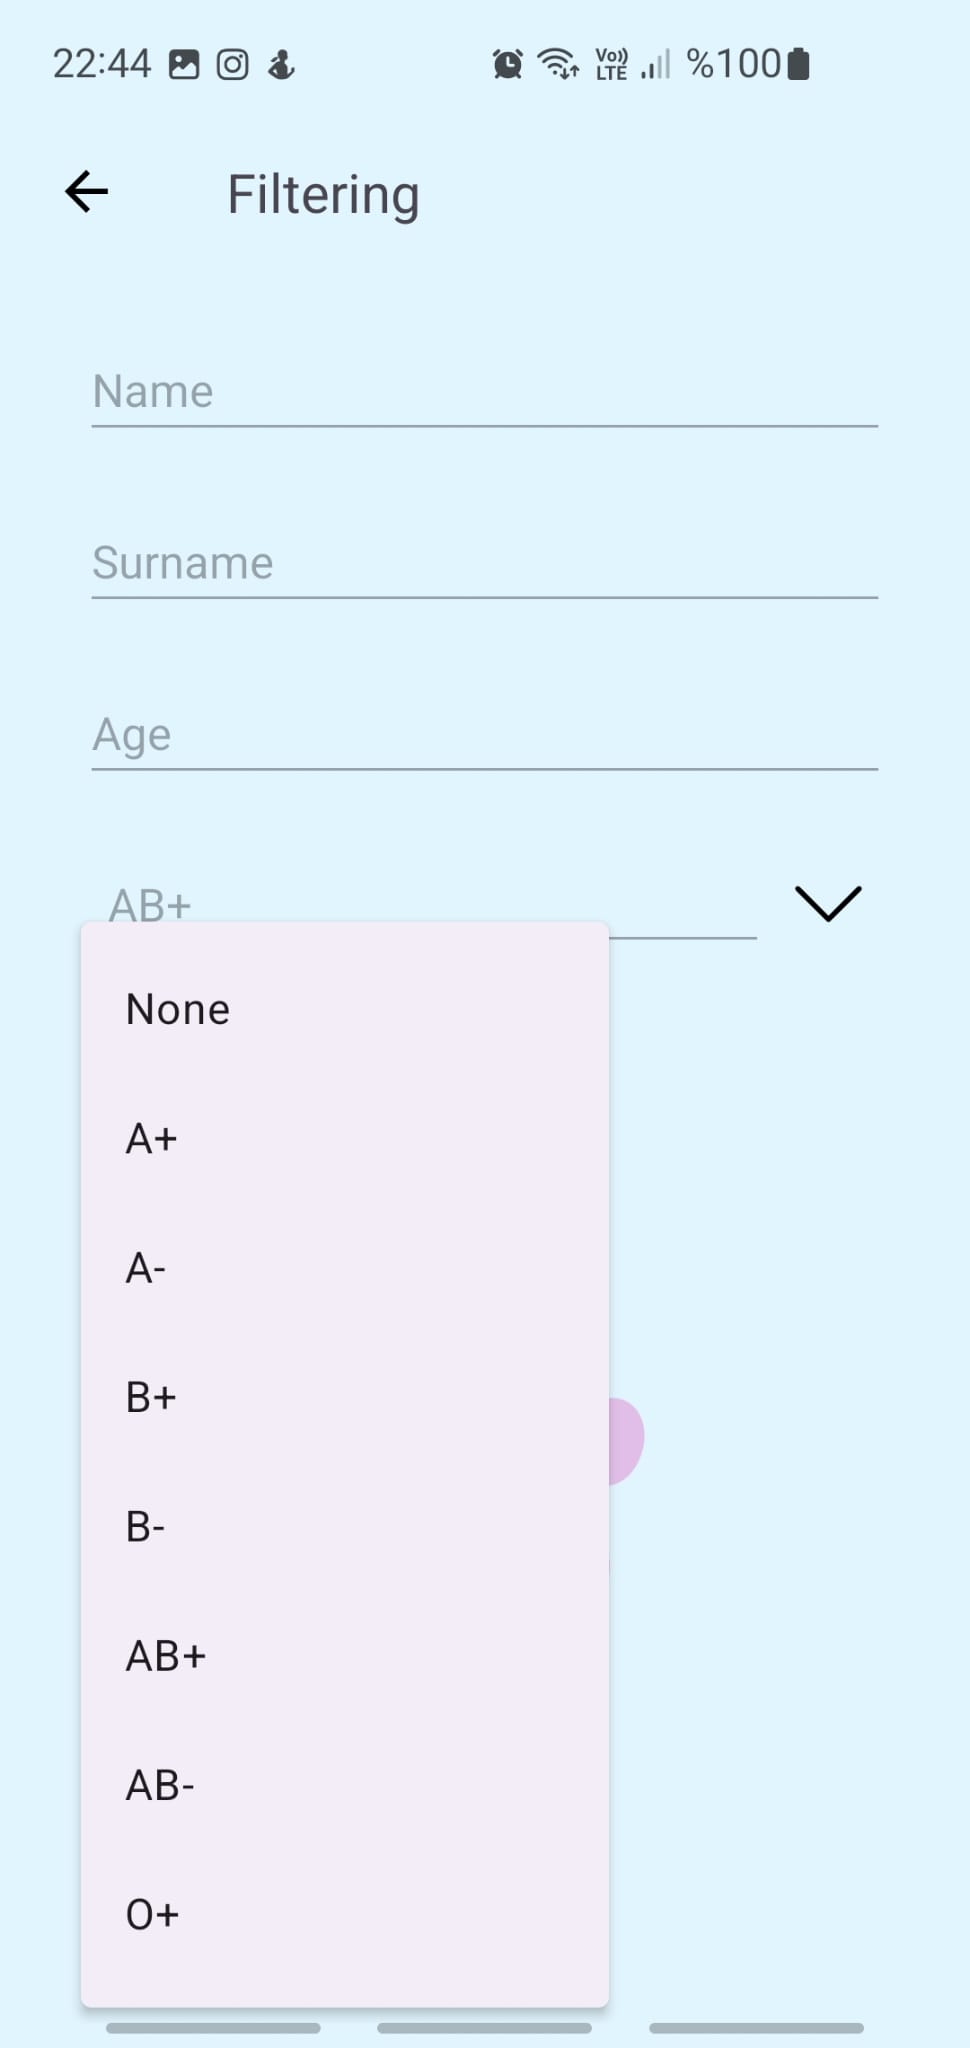 22:44 Vo)) LTE %100
Filtering
Name
Surname
Age
AB+
None
A+
A-
B+
B-
AB+
AB-
O+